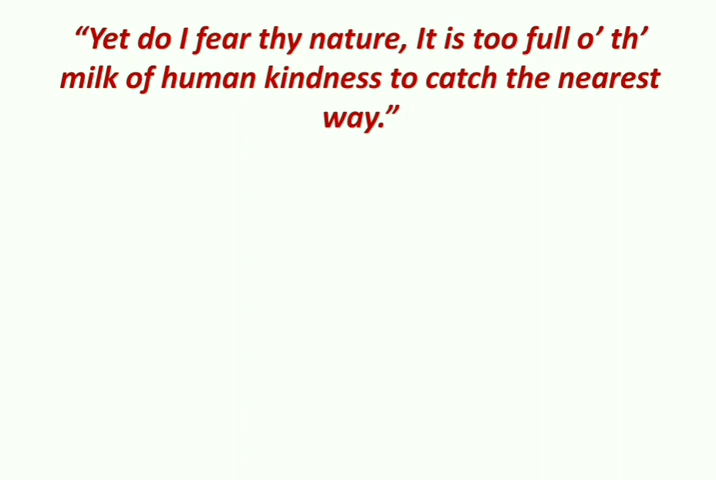 “Yet do I fear thy nature, It is too full o’ th’
milk of human kindness to catch the nearest
way.”